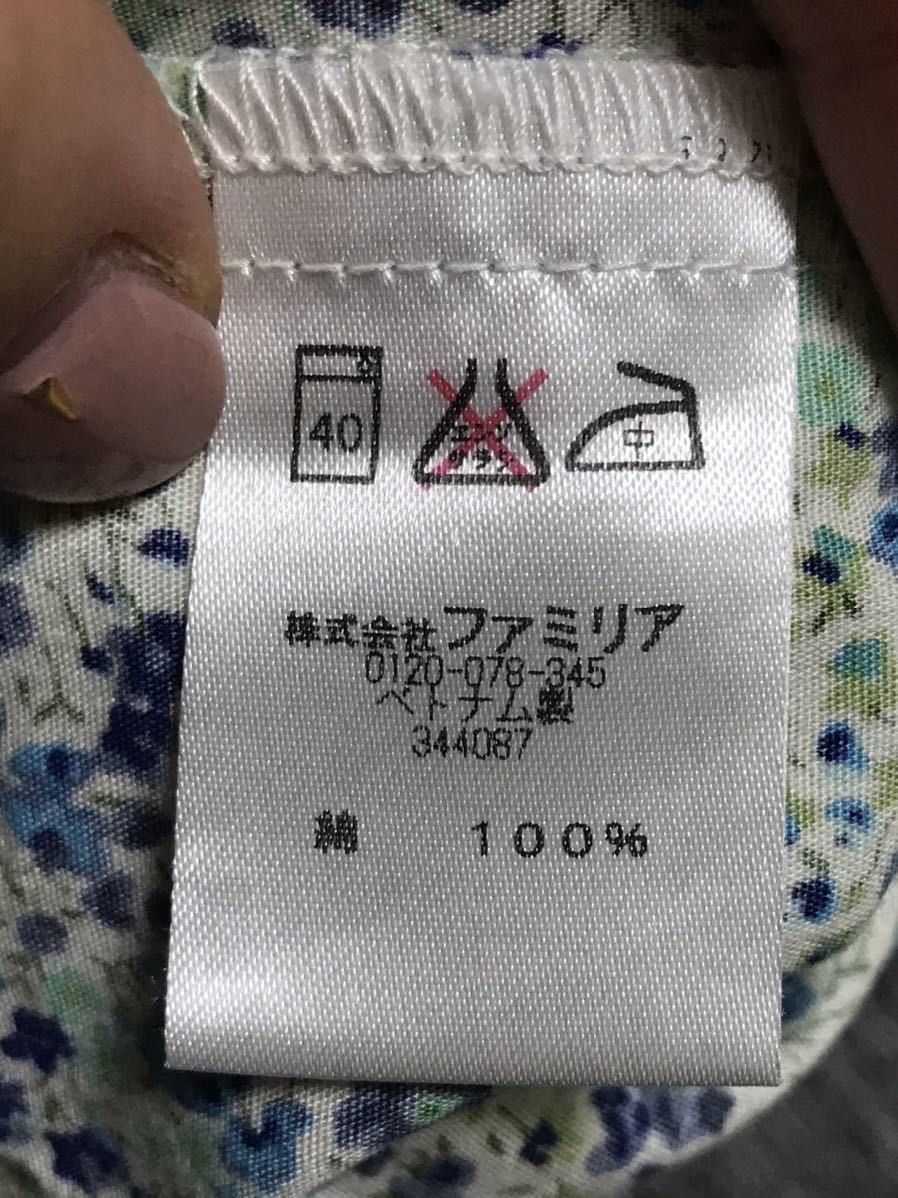 40
エンソ
サラシ
中
株式会社ファミリア
0120-078-345
ベトナム製
344087
綿 100%